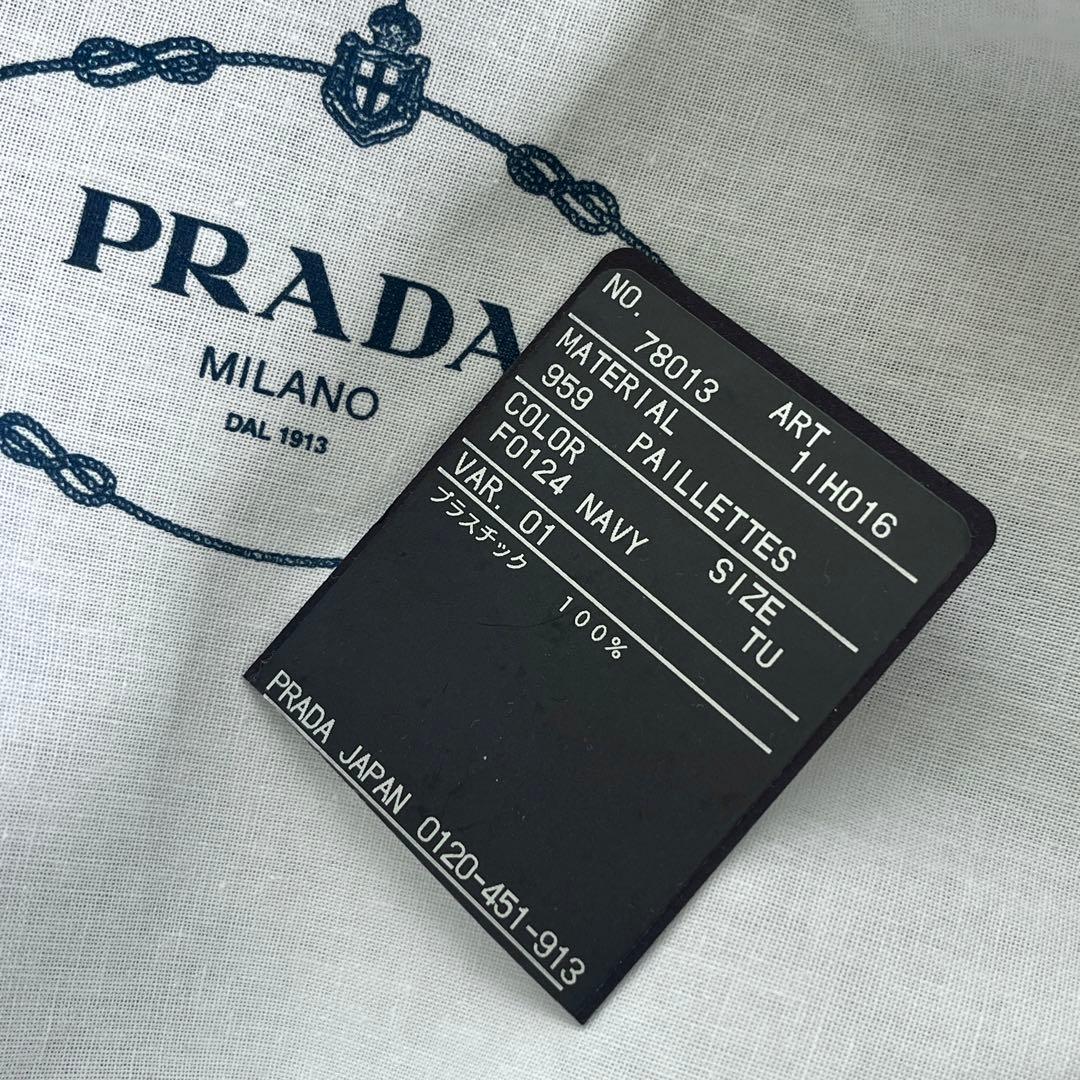 PRADA
MILANO
DAL 1913
NO. ART
78013 1IH016
MATERIAL
959 PAILLETTES
COLOR SIZE
F0124 NAVY TU
VAR. 01
プラスチック 100%
PRADA JAPAN 0120-451-913